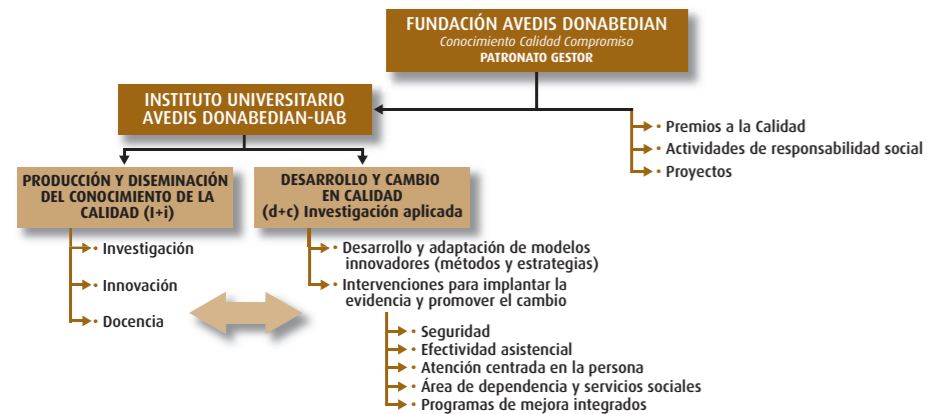 FUNDACIÓN AVEDIS DONABEDIAN
Conocimiento Calidad Compromiso
PATRONATO GESTOR
INSTITUTO UNIVERSITARIO
AVEDIS DONABEDIAN-UAB
• Premios a la Calidad
• Actividades de responsabilidad social
• Proyectos
PRODUCCIÓN Y DISEMINACIÓN
DEL CONOCIMIENTO DE LA
CALIDAD (I+i)
• Investigación
• Innovación
• Docencia
DESARROLLO Y CAMBIO
EN CALIDAD
(d+c) Investigación aplicada
• Desarrollo y adaptación de modelos
innovadores (métodos y estrategias)
• Intervenciones para implantar la
evidencia y promover el cambio
• Seguridad
• Efectividad asistencial
• Atención centrada en la persona
• Área de dependencia y servicios sociales
• Programas de mejora integrados